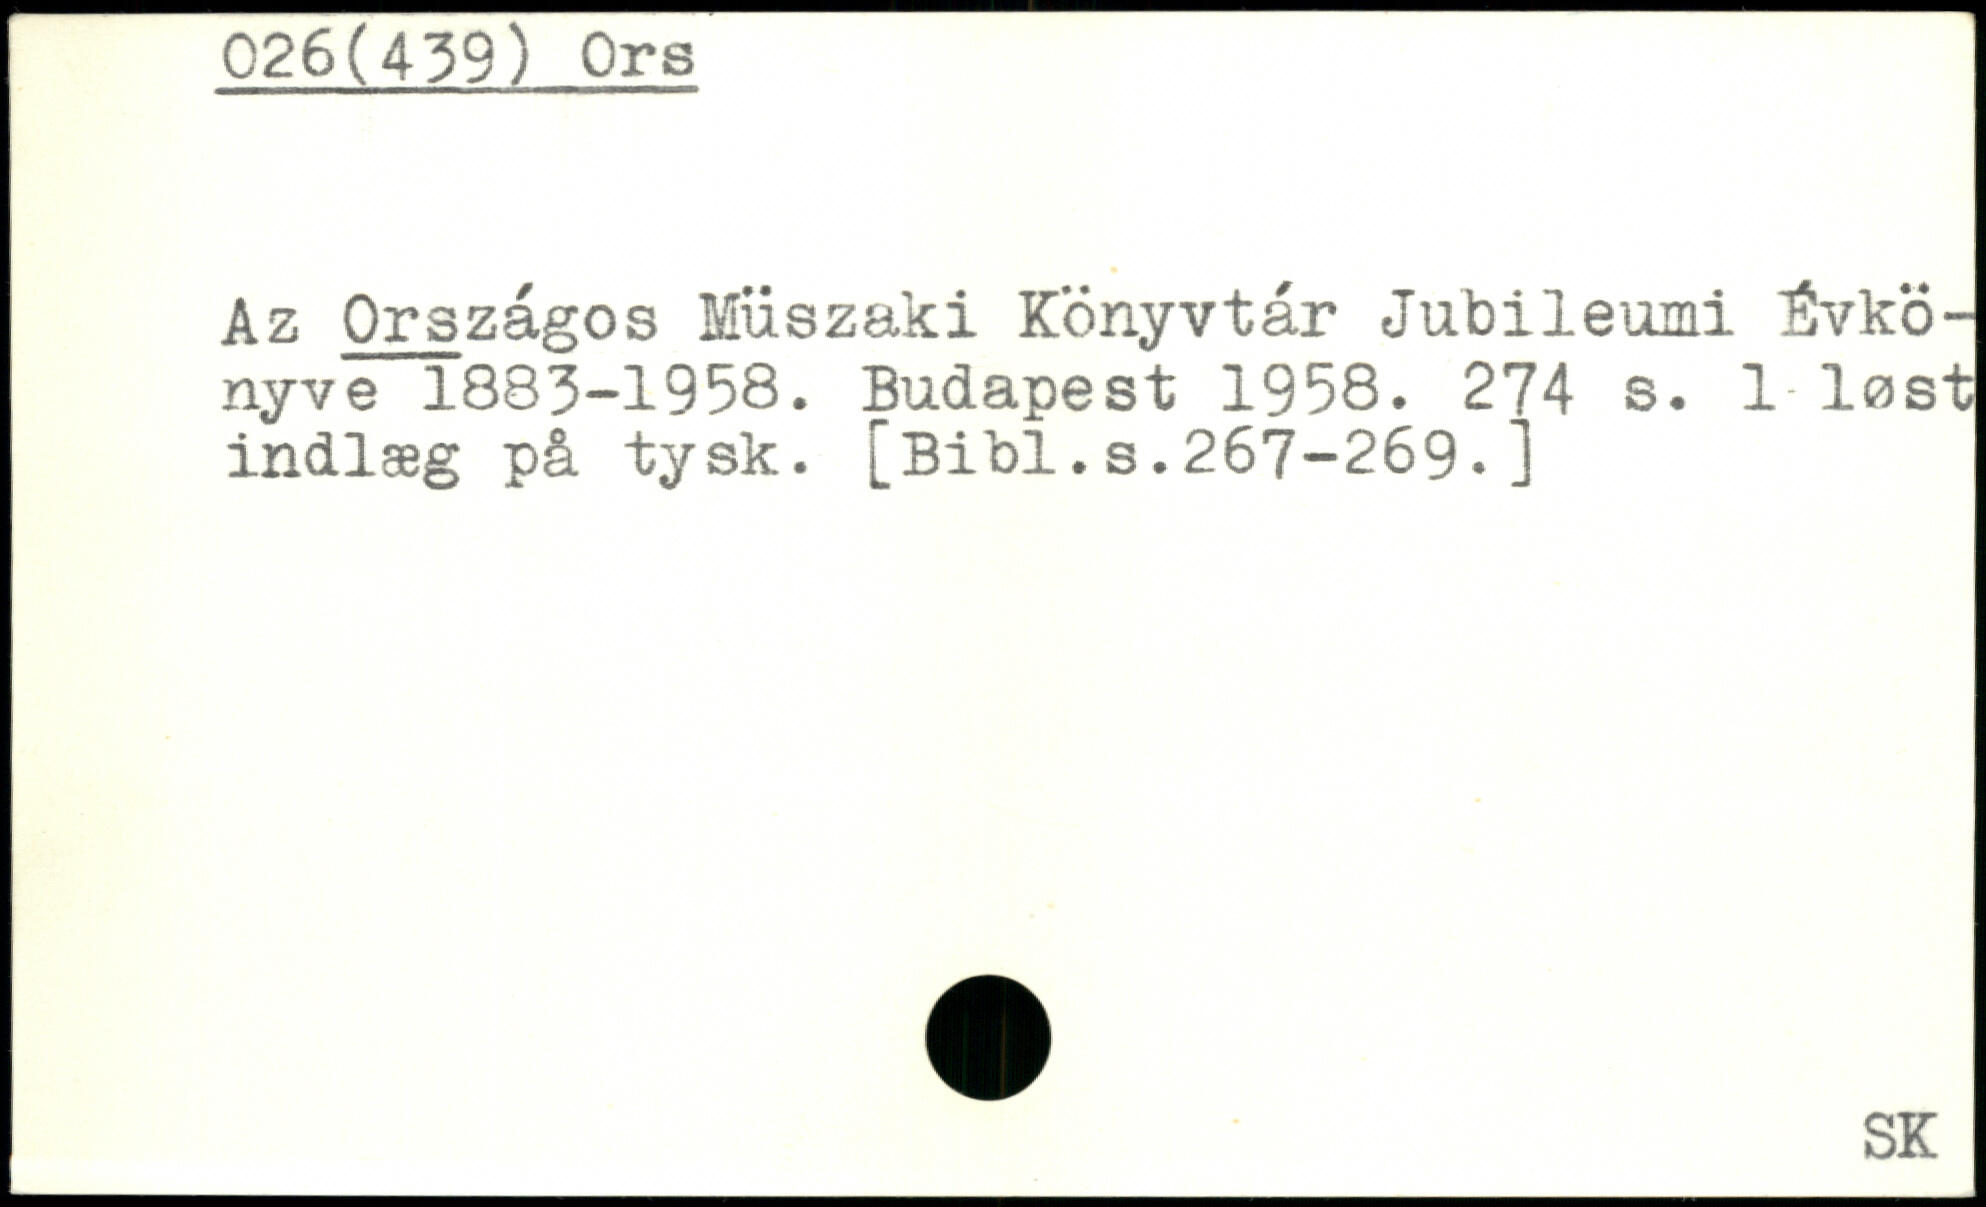 026(439) Ors
Az Országos Müszaki Könyvtár Jubileumi Évkö-
nyve 1883-1958. Budapest 1958. 274 s. 1 løst
indlæg på tysk. [Bibl.s.267-269.]
SK